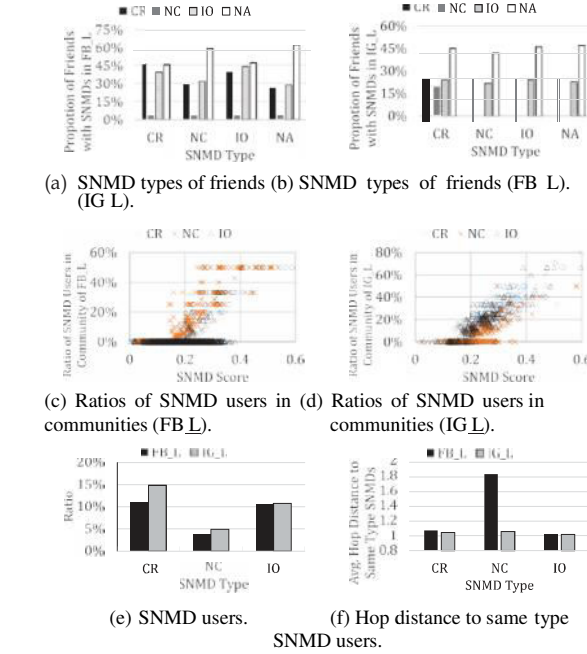 CR NC IO NA
75%
60%
45%
30%
15%
0%
Propotion of Friends
with SNMDs in FB_L
CR NC IO NA
SNMD Type
CR NC IO NA
60%
45%
30%
15%
0%
Propotion of Friends
with SNMDs in IG_L
CR NC IO NA
SNMD Type
(a) SNMD types of friends (b) SNMD types of friends (FB L).
(IG L).
CR NC IO
60%
40%
20%
0%
Ratio of SNMD Users in
Community of FB_L
0 0.2 0.4 0.6
SNMD Score
CR NC IO
80%
60%
40%
20%
0%
Ratio of SNMD Users in
Community of IG_L
0 0.2 0.4 0.6
SNMD Score
(c) Ratios of SNMD users in (d) Ratios of SNMD users in
communities (FB L). communities (IG L).
FB_L IG_L
20%
15%
10%
5%
0%
Ratio
CR NC IO
SNMD Type
FB_L IG_L
2
1.8
1.6
1.4
1.2
1
0.8
Avg. Hop Distance to
Same Type SNMDs
CR NC IO
SNMD Type
(e) SNMD users. (f) Hop distance to same type
SNMD users.